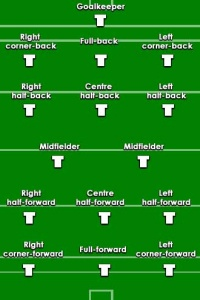 Goalkeeper
Right Left
corner-back Full-back corner-back
Right Centre Left
half-back half-back half-back
Midfielder Midfielder
Right Centre Left
half-forward half-forward half-forward
Right Left
corner-forward Full-forward corner-forward